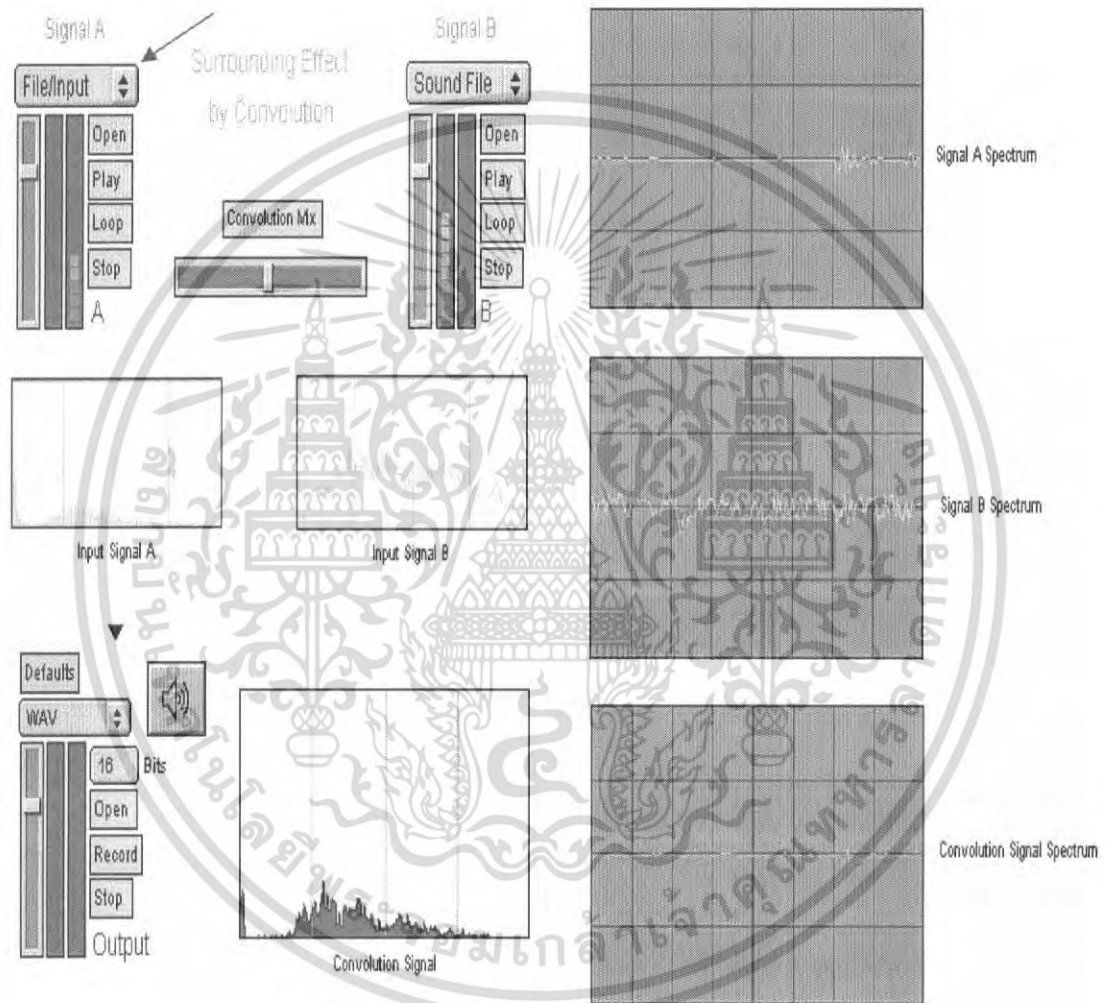 Signal A
File/Input
Open
Play
Loop
Stop
A
Surrounding Effect
by Convolution
Convolution Mx
Signal B
Sound File
Open
Play
Loop
Stop
B
Signal A Spectrum
Input Signal A
Input Signal B
Signal B Spectrum
Defaults
WAV
16 Bits
Open
Record
Stop
Output
Convolution Signal
Convolution Signal Spectrum